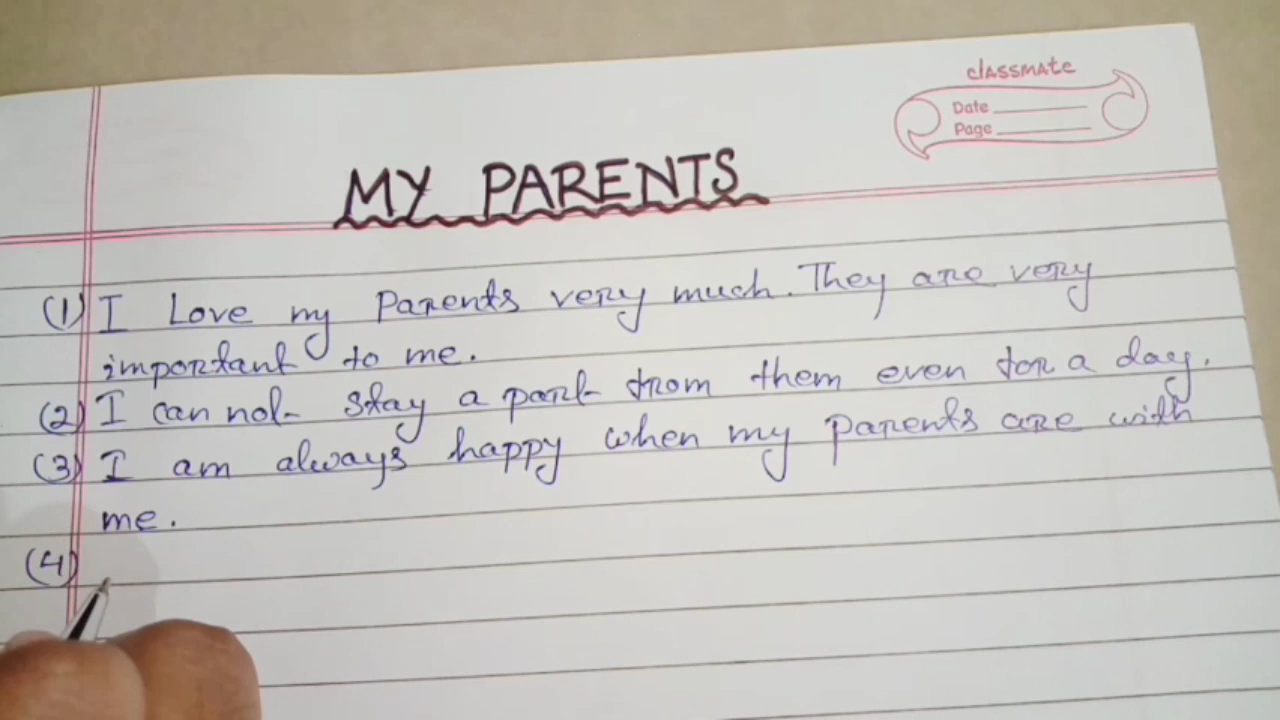 classmate
Date
Page
MY PARENTS
(1) I Love my Parents very much. They are very
important to me.
(2) I can not stay a part from them even for a day.
(3) I am always happy when my parents are with
me.
(4)